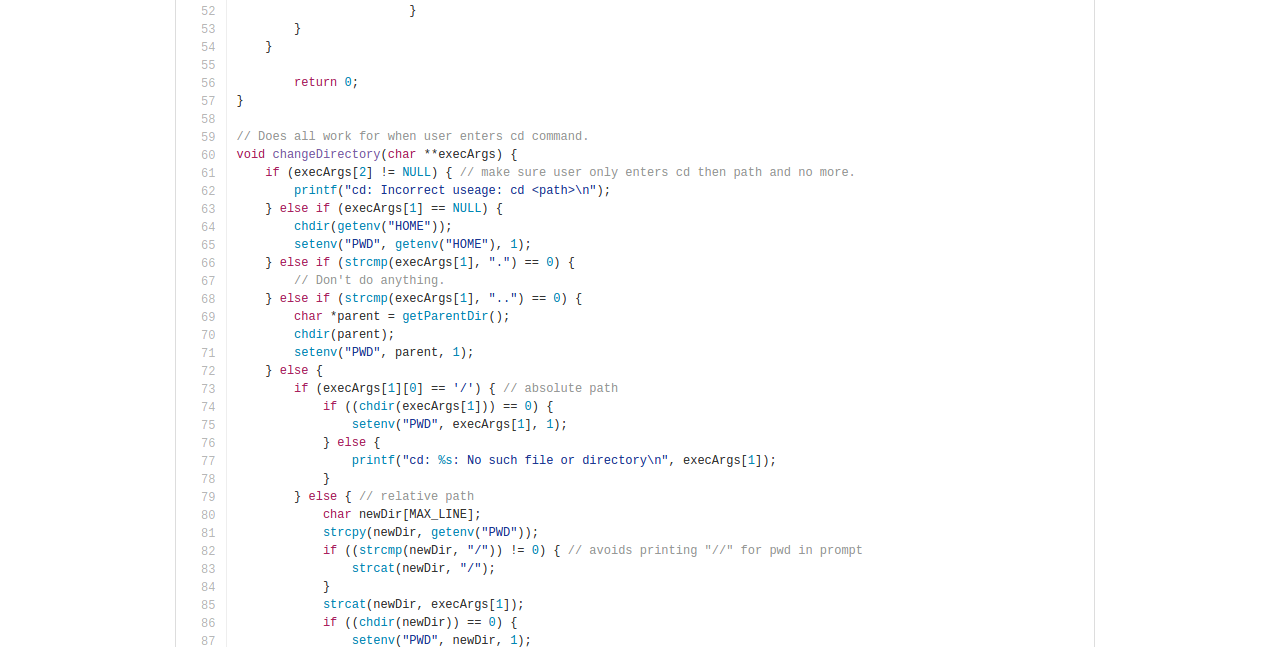 52                         }
53         }
54     }
55
56         return 0;
57 }
58
59 // Does all work for when user enters cd command.
60 void changeDirectory(char **execArgs) {
61     if (execArgs[2] != NULL) { // make sure user only enters cd then path and no more.
62         printf("cd: Incorrect useage: cd <path>\n");
63     } else if (execArgs[1] == NULL) {
64         chdir(getenv("HOME"));
65         setenv("PWD", getenv("HOME"), 1);
66     } else if (strcmp(execArgs[1], ".") == 0) {
67         // Don't do anything.
68     } else if (strcmp(execArgs[1], "..") == 0) {
69         char *parent = getParentDir();
70         chdir(parent);
71         setenv("PWD", parent, 1);
72     } else {
73         if (execArgs[1][0] == '/') { // absolute path
74             if ((chdir(execArgs[1])) == 0) {
75                 setenv("PWD", execArgs[1], 1);
76             } else {
77                 printf("cd: %s: No such file or directory\n", execArgs[1]);
78             }
79         } else { // relative path
80             char newDir[MAX_LINE];
81             strcpy(newDir, getenv("PWD"));
82             if ((strcmp(newDir, "/")) != 0) { // avoids printing "//" for pwd in prompt
83                 strcat(newDir, "/");
84             }
85             strcat(newDir, execArgs[1]);
86             if ((chdir(newDir)) == 0) {
87                 setenv("PWD", newDir, 1);